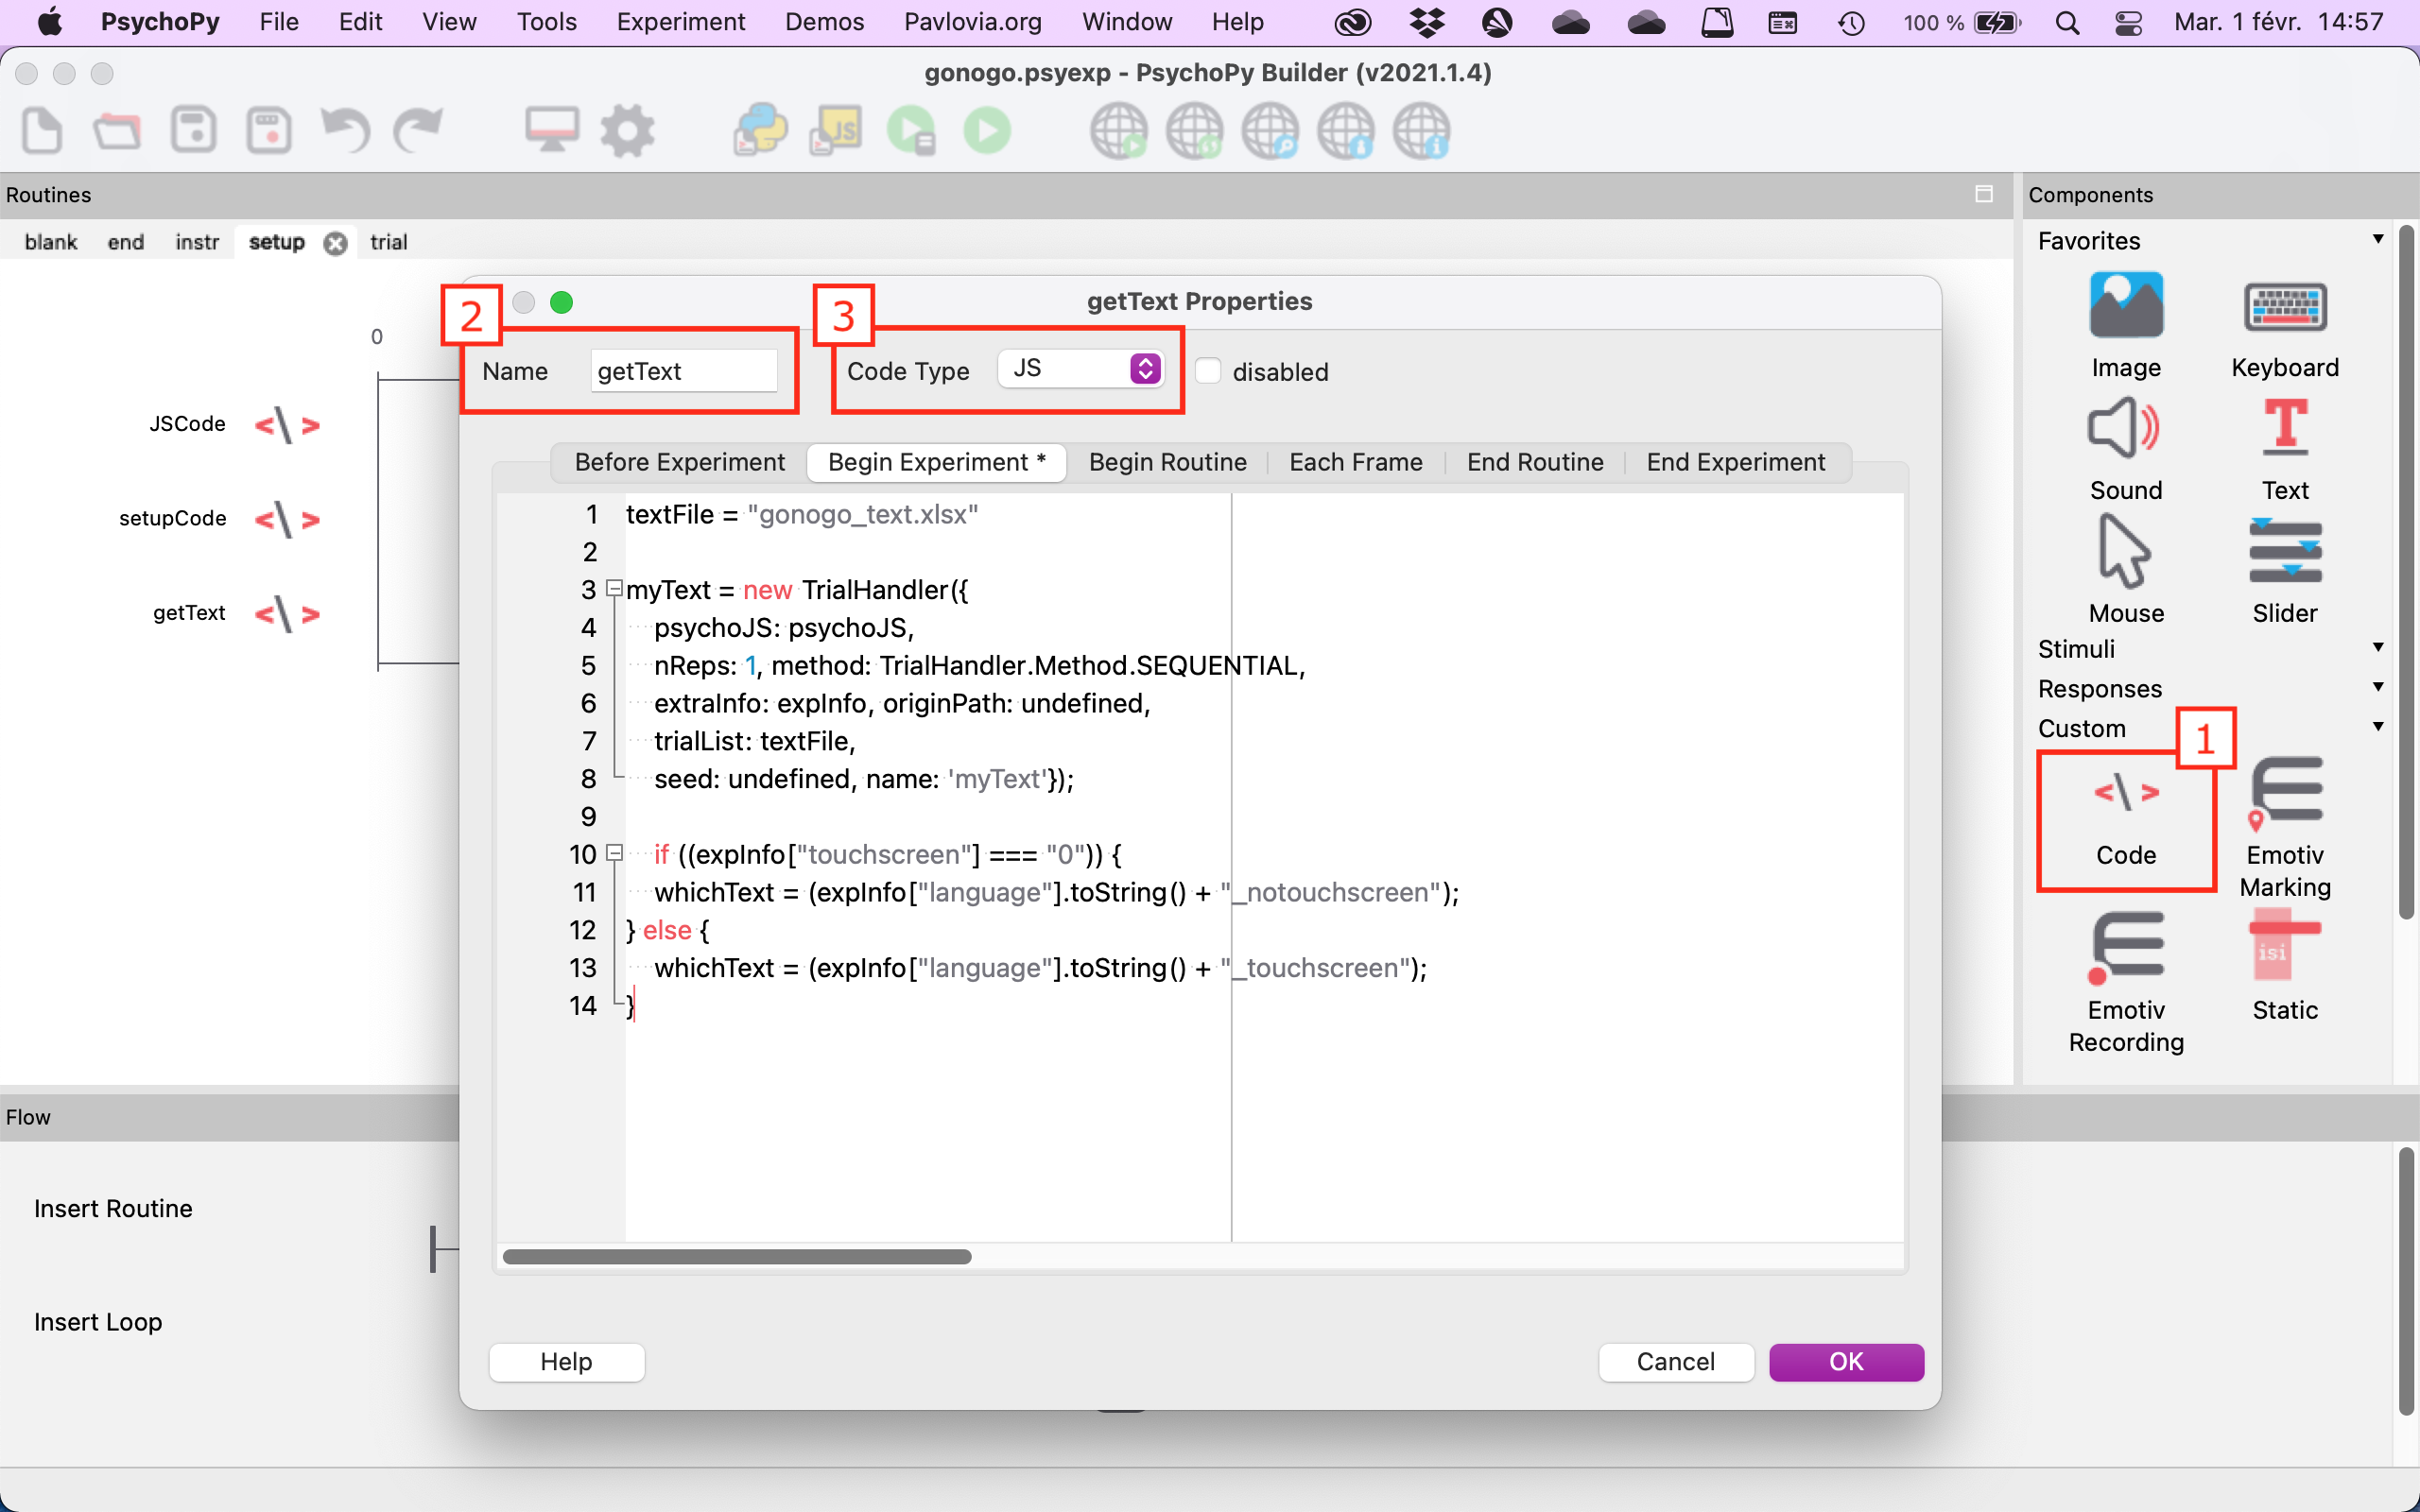 PsychoPy File Edit View Tools Experiment Demos Pavlovia.org Window Help 100 % Mar. 1 févr. 14:57
gonogo.psyexp - PsychoPy Builder (v2021.1.4)
JS
Routines
Components
blank end instr setup trial
Favorites
Image Keyboard
Sound Text
Mouse Slider
Stimuli
Responses
Custom
1
Code
Emotiv
Marking
Emotiv
Recording
isi
Static
0
JSCode
setupCode
getText
getText Properties
2
3
Name getText Code Type JS disabled
Before Experiment Begin Experiment * Begin Routine Each Frame End Routine End Experiment
1 textFile = "gonogo_text.xlsx"
2
3 myText = new TrialHandler({
4 psychoJS: psychoJS,
5 nReps: 1, method: TrialHandler.Method.SEQUENTIAL,
6 extraInfo: expInfo, originPath: undefined,
7 trialList: textFile,
8 seed: undefined, name: 'myText'});
9
10 if ((expInfo["touchscreen"] === "0")) {
11 whichText = (expInfo["language"].toString() + "_notouchscreen");
12 } else {
13 whichText = (expInfo["language"].toString() + "_touchscreen");
14 }
Help Cancel OK
Flow
Insert Routine
Insert Loop